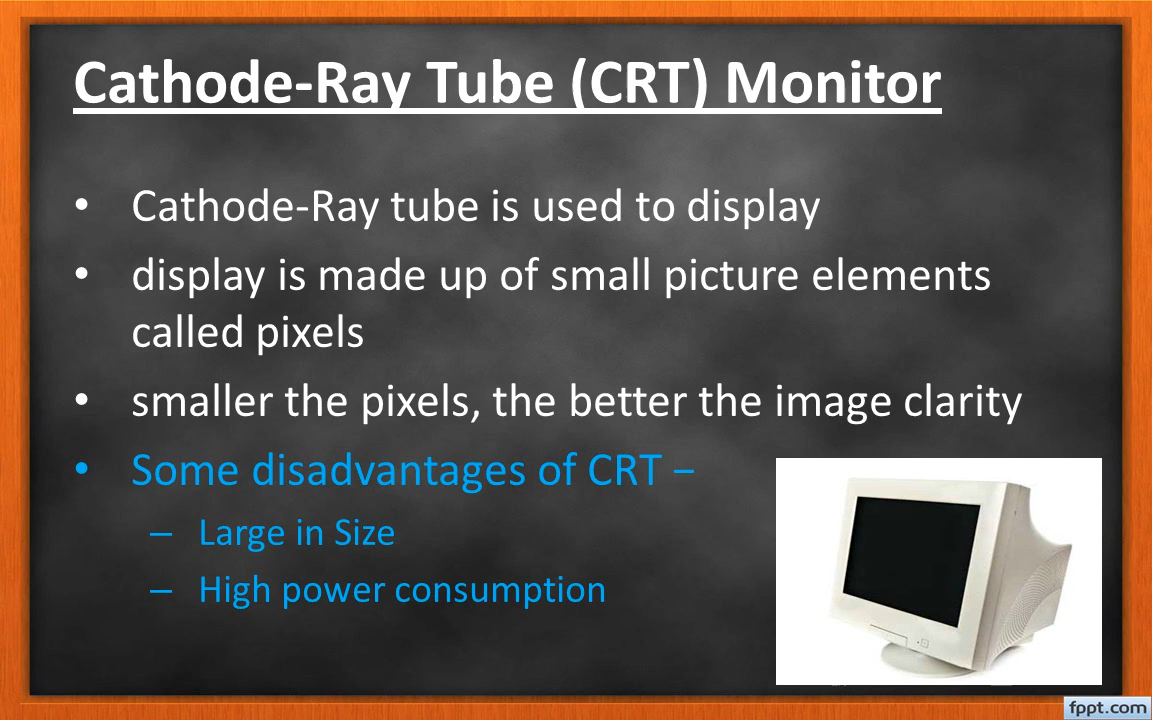 Cathode-Ray Tube (CRT) Monitor
• Cathode-Ray tube is used to display
• display is made up of small picture elements
called pixels
• smaller the pixels, the better the image clarity
• Some disadvantages of CRT −
– Large in Size
– High power consumption
fppt.com